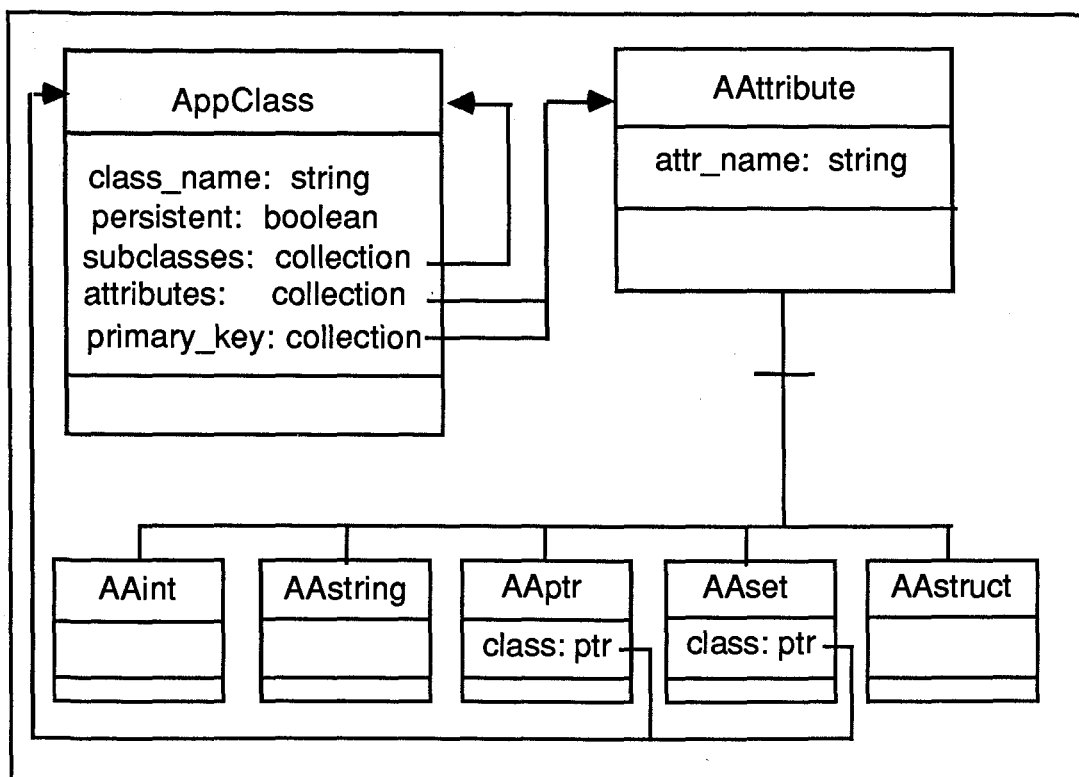 AppClass
class_name: string
persistent: boolean
subclasses: collection
attributes: collection
primary_key: collection
AAttribute
attr_name: string
AAint
AAstring
AAptr
class: ptr
AAset
class: ptr
AAstruct